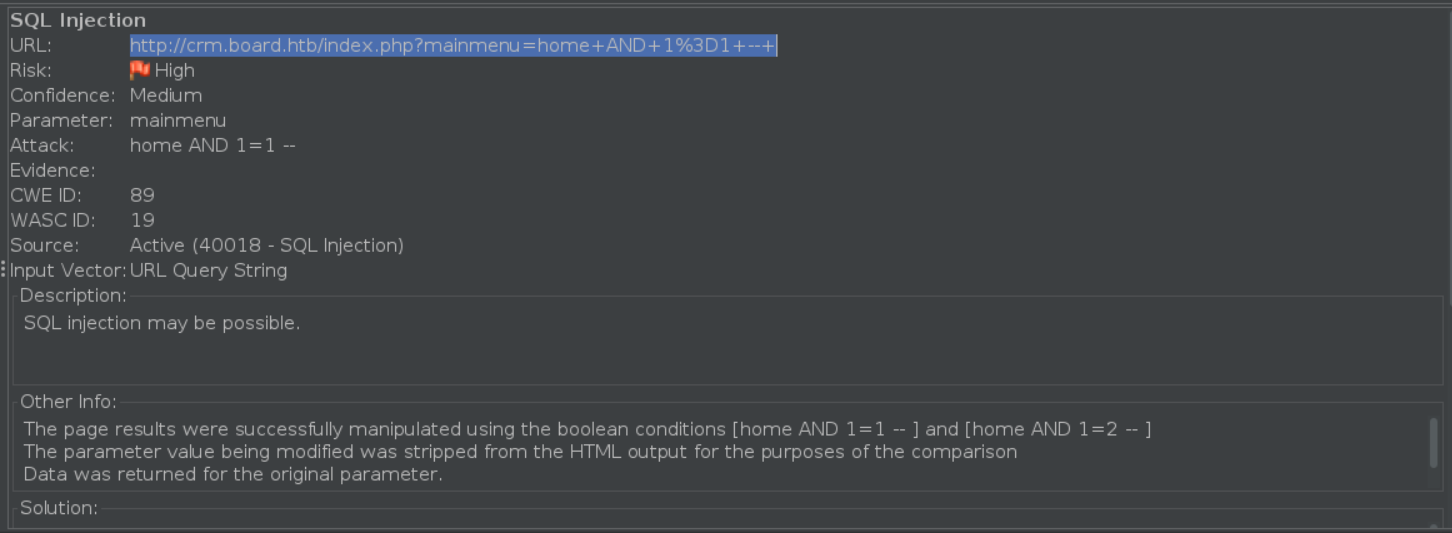 SQL Injection
URL: http://crm.board.htb/index.php?mainmenu=home+AND+1%3D1+--+
Risk: High
Confidence: Medium
Parameter: mainmenu
Attack: home AND 1=1 --
Evidence:
CWE ID: 89
WASC ID: 19
Source: Active (40018 - SQL Injection)
Input Vector: URL Query String
Description:
SQL injection may be possible.
Other Info:
The page results were successfully manipulated using the boolean conditions [home AND 1=1 -- ] and [home AND 1=2 -- ]
The parameter value being modified was stripped from the HTML output for the purposes of the comparison
Data was returned for the original parameter.
Solution: